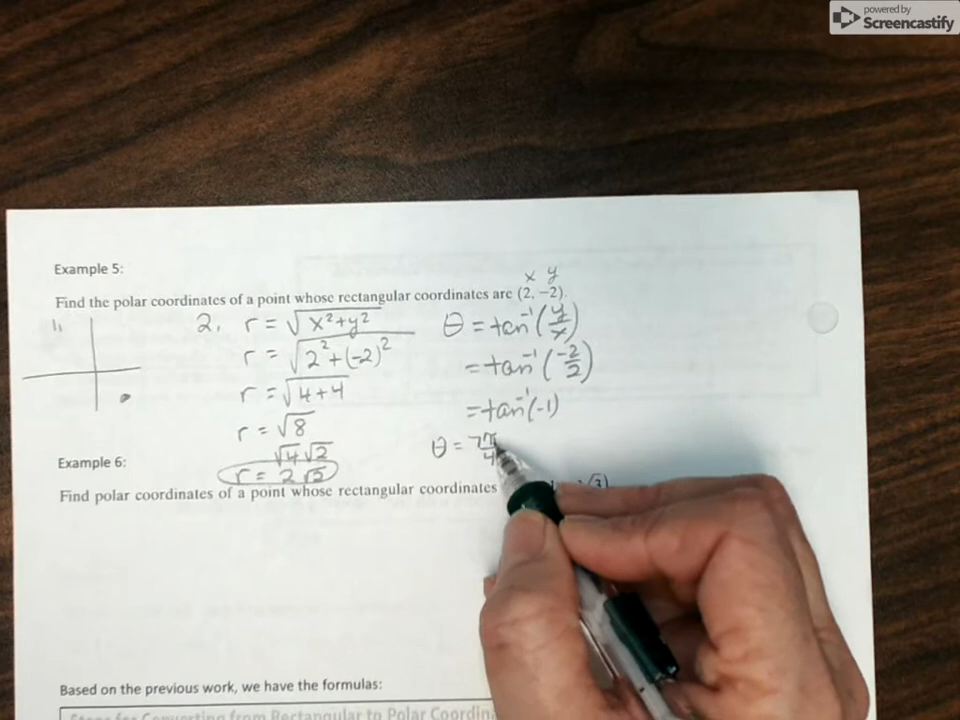 powered by
Screencastify
Example 5:
x y
Find the polar coordinates of a point whose rectangular coordinates are (2, −2).
1,
2. r = √x²+y²
r = √2²+(-2)²
r = √4+4
r = √8
√4√2
r = 2√2
θ = tan⁻¹(y/x)
= tan⁻¹(-2/2)
= tan⁻¹(-1)
θ = 7π/4
Example 6:
Find polar coordinates of a point whose rectangular coordinates
Based on the previous work, we have the formulas:
Steps for Converting from Rectangular to Polar